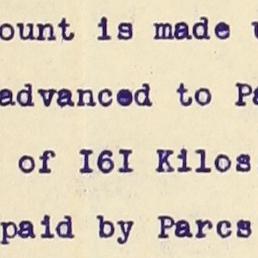 ount is made u
advanced to Pa
of I6I Kilos
paid by Parcs